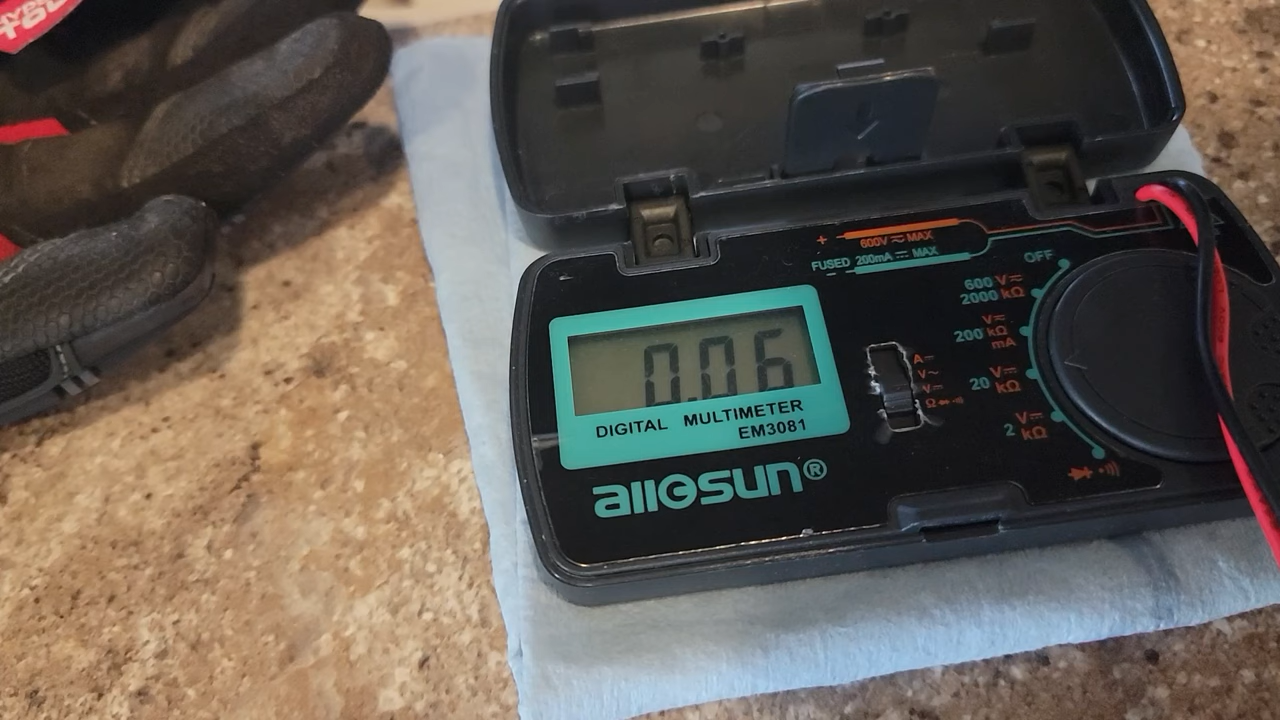 + 600V ≂ MAX
FUSED 200mA ⎓ MAX
−
OFF
600 V≂
2000 kΩ
V≂
200 kΩ
mA
20 V⎓
kΩ
2 V⎓
kΩ
A⎓
V~
V⎓
Ω
0.06
DIGITAL MULTIMETER
EM3081
allosun®